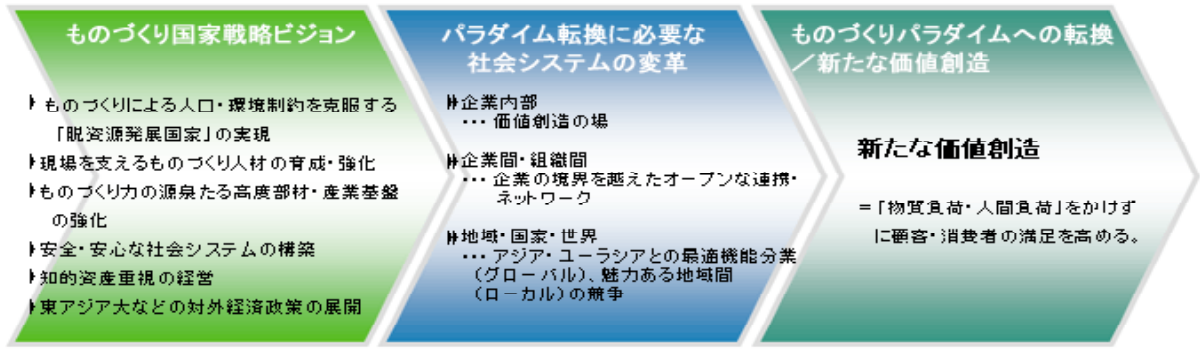 ものづくり国家戦略ビジョン
ものづくりによる人口・環境制約を克服する
「脱資源発展国家」の実現
現場を支えるものづくり人材の育成・強化
ものづくり力の源泉たる高度部材・産業基盤
の強化
安全・安心な社会システムの構築
知的資産重視の経営
東アジア大などの対外経済政策の展開
パラダイム転換に必要な
社会システムの変革
企業内部
・・・ 価値創造の場
企業間・組織間
・・・ 企業の境界を越えたオープンな連携・
ネットワーク
地域・国家・世界
・・・ アジア・ユーラシアとの最適機能分業
(グローバル)、魅力ある地域間
(ローカル)の競争
ものづくりパラダイムへの転換
／新たな価値創造
新たな価値創造
＝「物質負荷・人間負荷」をかけず
に顧客・消費者の満足を高める。